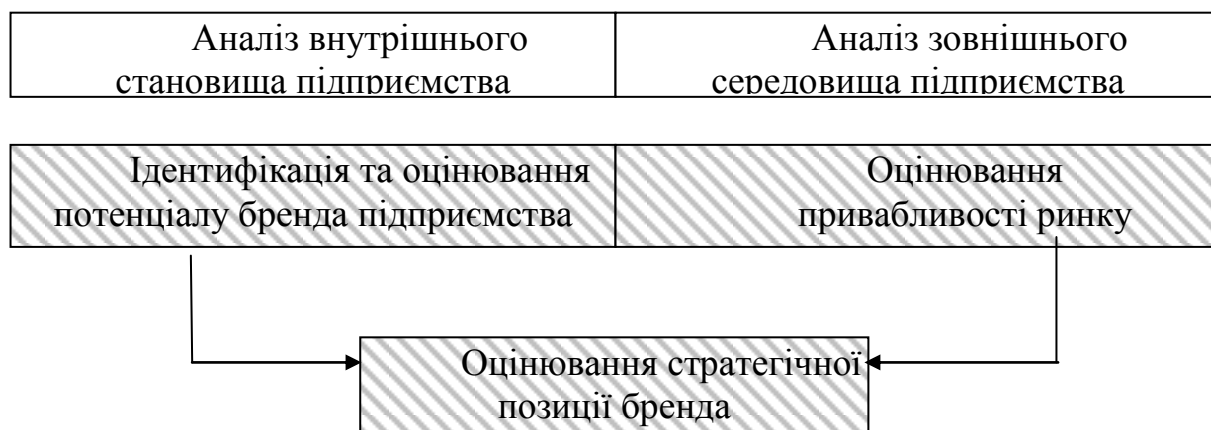 Аналіз внутрішнього
становища підприємства
Аналіз зовнішнього
середовища підприємства
Ідентифікація та оцінювання
потенціалу бренда підприємства
Оцінювання
привабливості ринку
Оцінювання стратегічної
позиції бренда